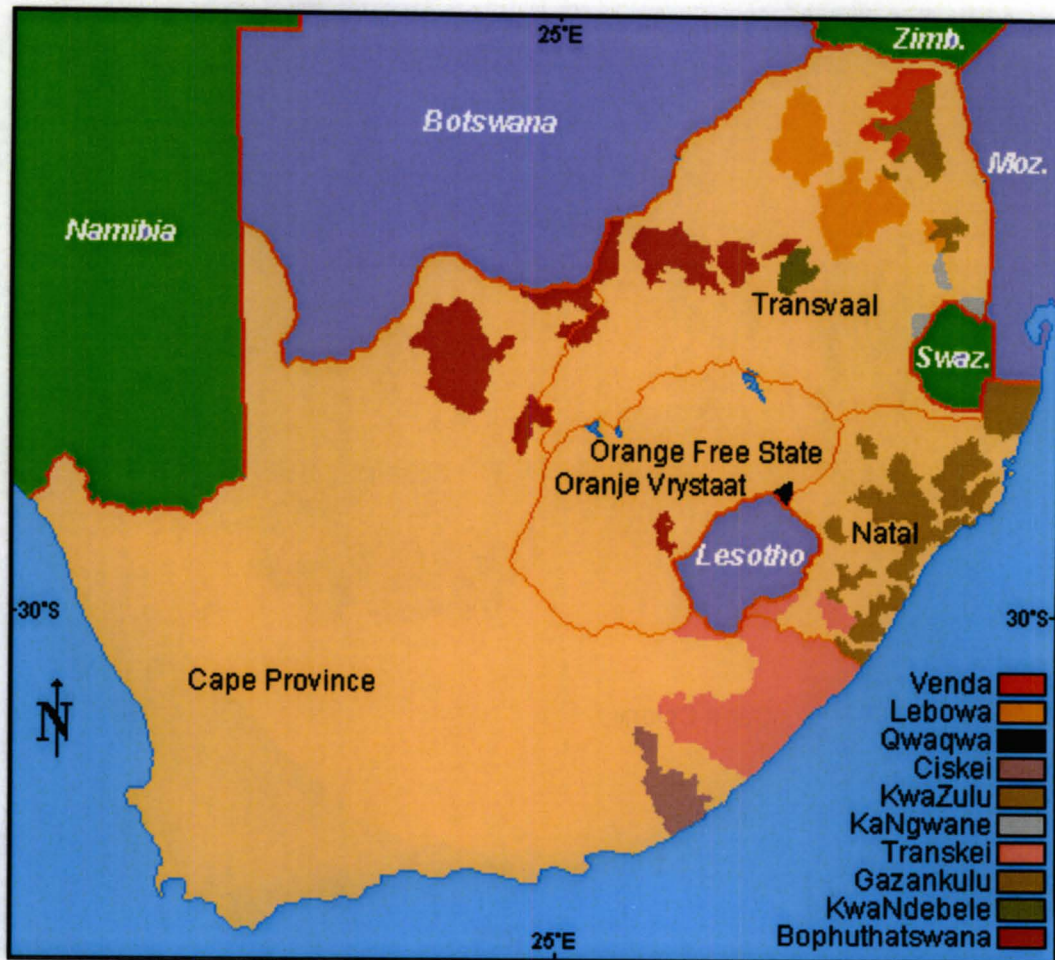 25°E
Zimb.
Botswana
Moz.
Namibia
Transvaal
Swaz.
Orange Free State
Oranje Vrystaat
Natal
Lesotho
30°S
30°S
Cape Province
N
Venda
Lebowa
Qwaqwa
Ciskei
KwaZulu
KaNgwane
Transkei
Gazankulu
KwaNdebele
Bophuthatswana
25°E